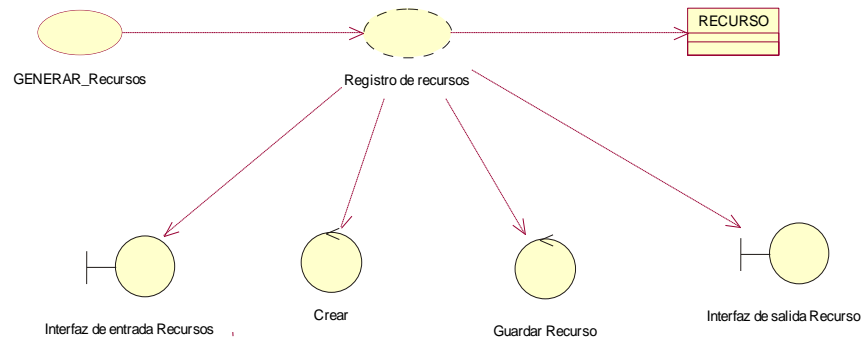 RECURSO
GENERAR_Recursos
Registro de recursos
Interfaz de entrada Recursos
Crear
Guardar Recurso
Interfaz de salida Recurso